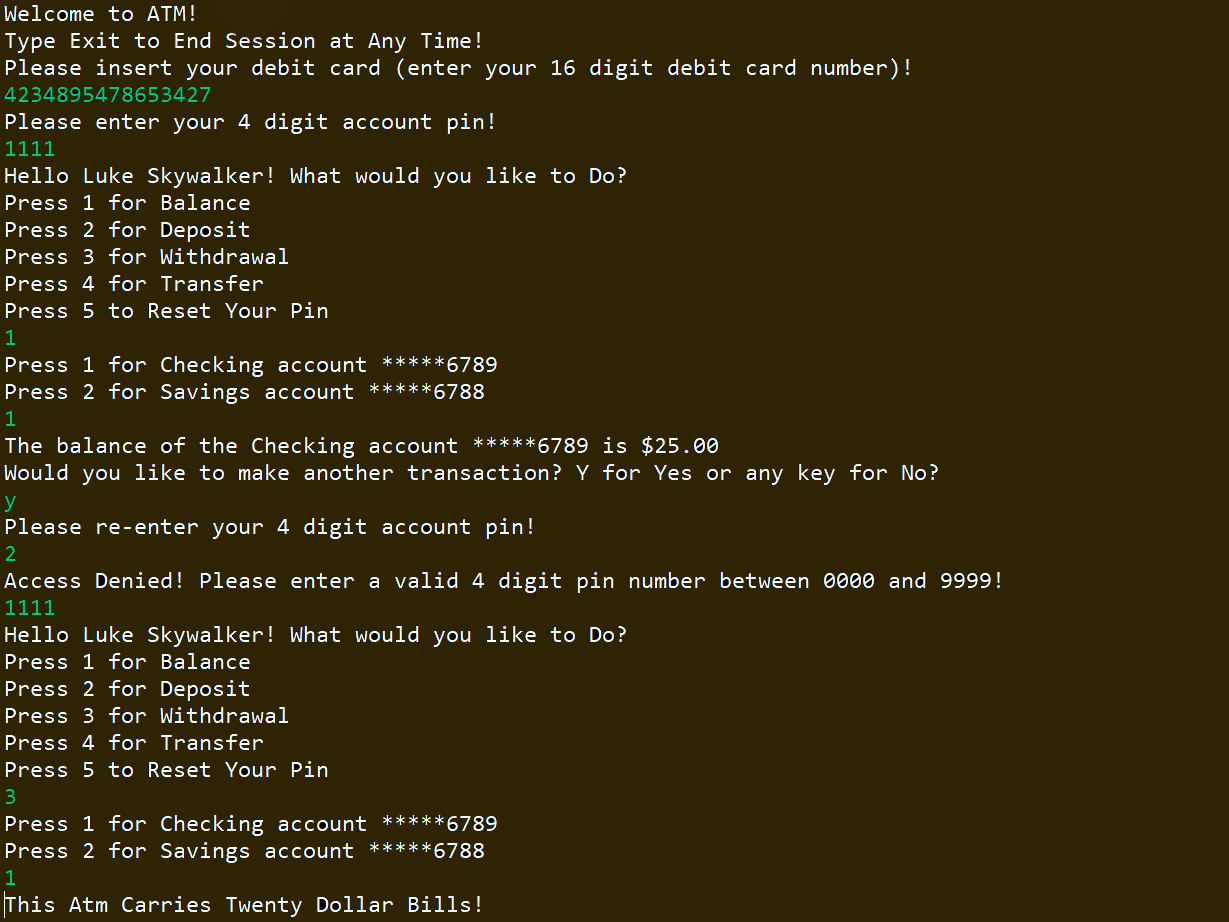 Welcome to ATM!
Type Exit to End Session at Any Time!
Please insert your debit card (enter your 16 digit debit card number)!
4234895478653427
Please enter your 4 digit account pin!
1111
Hello Luke Skywalker! What would you like to Do?
Press 1 for Balance
Press 2 for Deposit
Press 3 for Withdrawal
Press 4 for Transfer
Press 5 to Reset Your Pin
1
Press 1 for Checking account *****6789
Press 2 for Savings account *****6788
1
The balance of the Checking account *****6789 is $25.00
Would you like to make another transaction? Y for Yes or any key for No?
y
Please re-enter your 4 digit account pin!
2
Access Denied! Please enter a valid 4 digit pin number between 0000 and 9999!
1111
Hello Luke Skywalker! What would you like to Do?
Press 1 for Balance
Press 2 for Deposit
Press 3 for Withdrawal
Press 4 for Transfer
Press 5 to Reset Your Pin
3
Press 1 for Checking account *****6789
Press 2 for Savings account *****6788
1
This Atm Carries Twenty Dollar Bills!